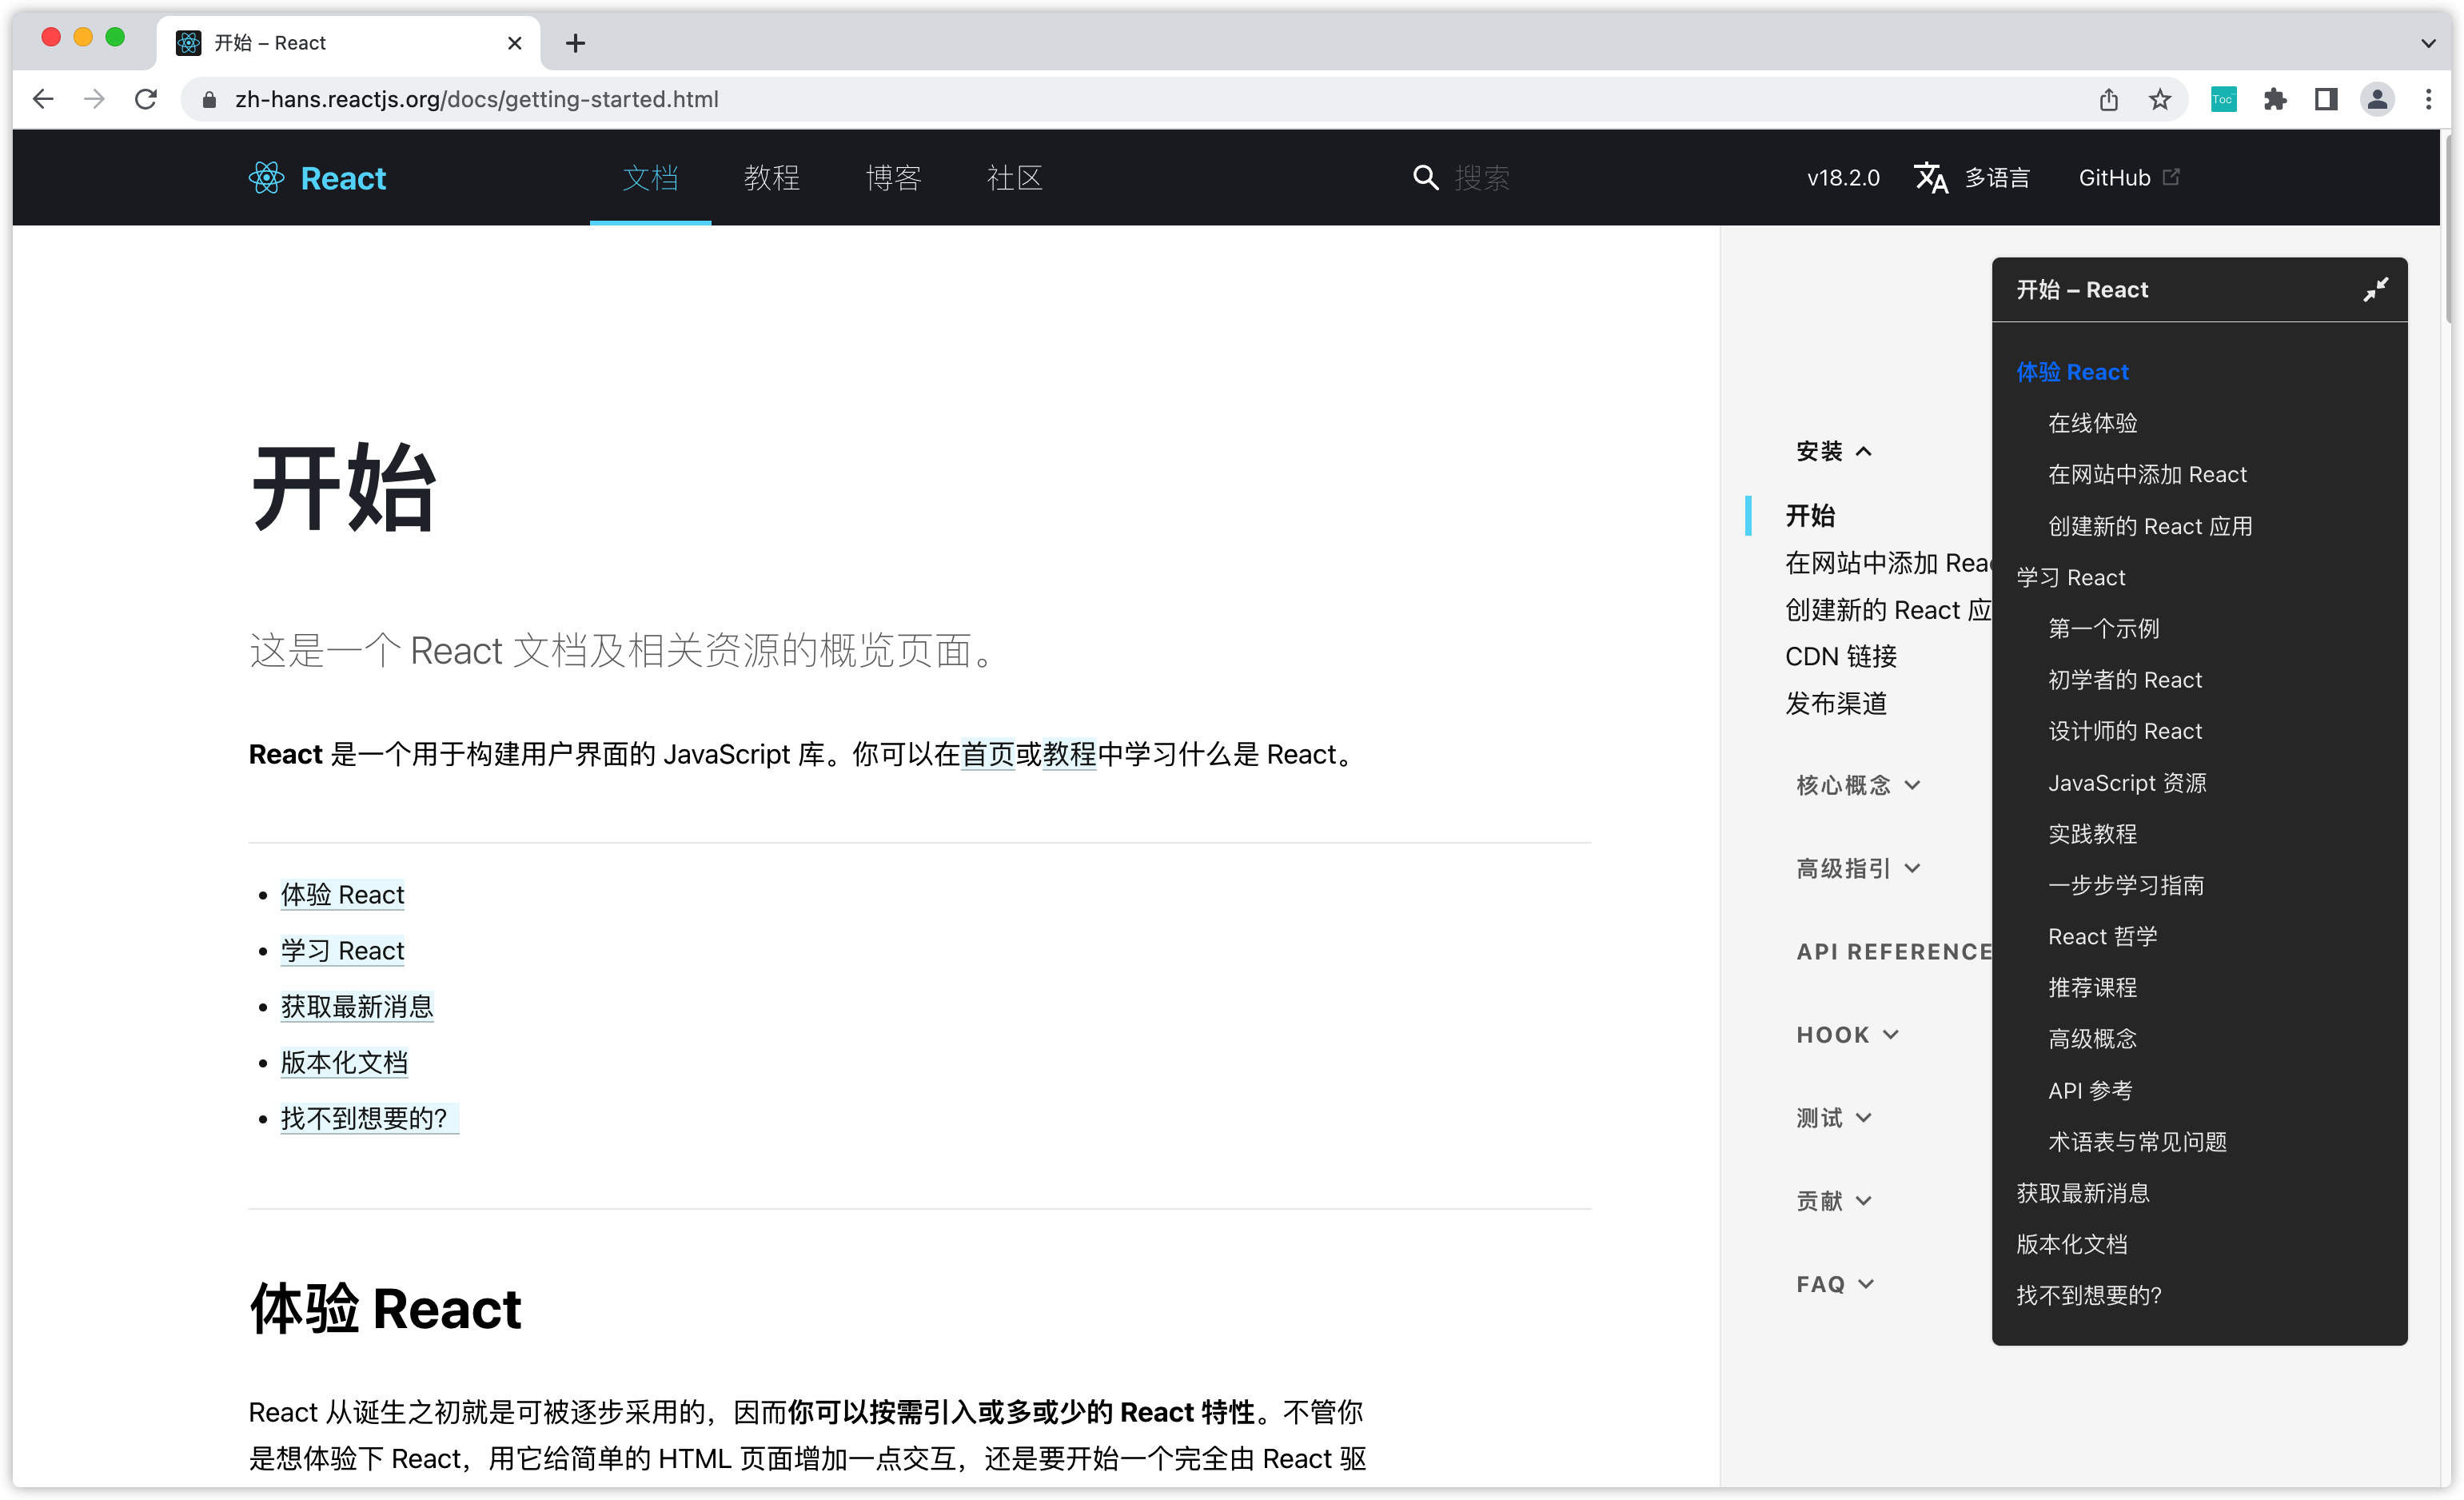 开始 – React
zh-hans.reactjs.org/docs/getting-started.html
Toc
React
文档
教程
博客
社区
搜索
v18.2.0
多语言
GitHub
开始
这是一个 React 文档及相关资源的概览页面。
React 是一个用于构建用户界面的 JavaScript 库。你可以在首页或教程中学习什么是 React。
体验 React
学习 React
获取最新消息
版本化文档
找不到想要的？
体验 React
React 从诞生之初就是可被逐步采用的，因而你可以按需引入或多或少的 React 特性。不管你
是想体验下 React，用它给简单的 HTML 页面增加一点交互，还是要开始一个完全由 React 驱
安装
开始
在网站中添加
创建新的 React 应
CDN 链接
发布渠道
核心概念
高级指引
API REFERENCE
HOOK
测试
贡献
FAQ
开始 – React
体验 React
在线体验
在网站中添加 React
创建新的 React 应用
学习 React
第一个示例
初学者的 React
设计师的 React
JavaScript 资源
实践教程
一步步学习指南
React 哲学
推荐课程
高级概念
API 参考
术语表与常见问题
获取最新消息
版本化文档
找不到想要的?